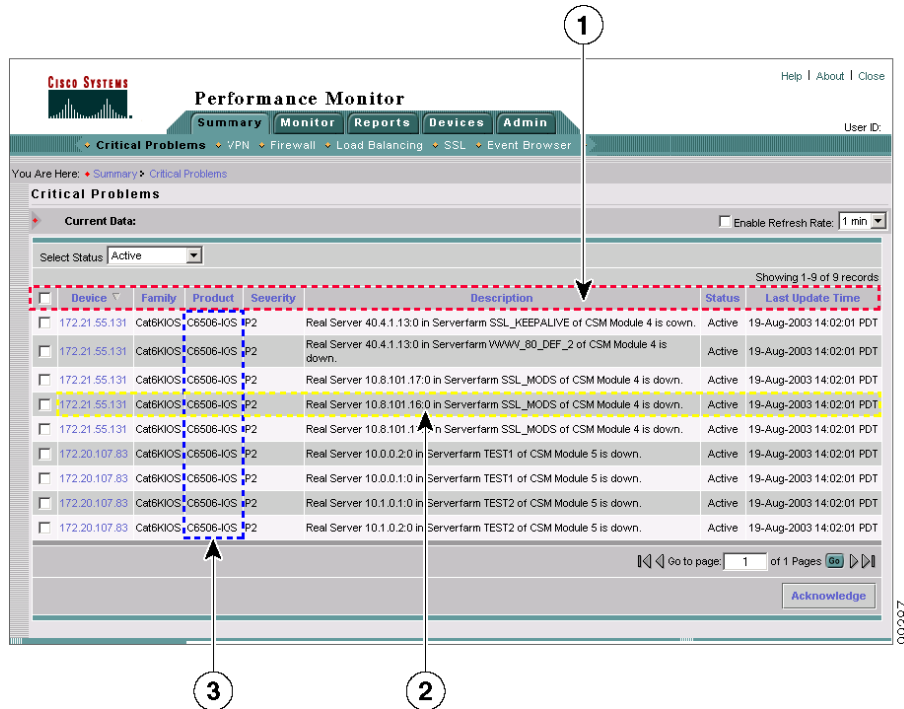 1
Cisco Systems
Performance Monitor
Help | About | Close
Summary Monitor Reports Devices Admin
User ID:
Critical Problems VPN Firewall Load Balancing SSL Event Browser
You Are Here: Summary Critical Problems
Critical Problems
Current Data:
Enable Refresh Rate: 1 min
Select Status Active
Showing 1-9 of 9 records
Device Family Product Severity Description Status Last Update Time
172.21.55.131 Cat6KIOS C6506-IOS P2 Real Server 40.4.1.13:0 in Serverfarm SSL_KEEPALIVE of CSM Module 4 is cown. Active 19-Aug-2003 14:02:01 PDT
172.21.55.131 Cat6KIOS C6506-IOS P2 Real Server 40.4.1.13:0 in Serverfarm WWW_80_DEF_2 of CSM Module 4 is down. Active 19-Aug-2003 14:02:01 PDT
172.21.55.131 Cat6KIOS C6506-IOS P2 Real Server 10.8.101.17:0 in Serverfarm SSL_MODS of CSM Module 4 is down. Active 19-Aug-2003 14:02:01 PDT
172.21.55.131 Cat6KIOS C6506-IOS P2 Real Server 10.8.101.16:0 in Serverfarm SSL_MODS of CSM Module 4 is down. Active 19-Aug-2003 14:02:01 PDT
172.21.55.131 Cat6KIOS C6506-IOS P2 Real Server in Serverfarm SSL_MODS of CSM Module 4 is down. Active 19-Aug-2003 14:02:01 PDT
172.20.107.83 Cat6KIOS C6506-IOS P2 Real Server 10.0.0.2:0 in Serverfarm TEST1 of CSM Module 5 is down. Active 19-Aug-2003 14:02:01 PDT
172.20.107.83 Cat6KIOS C6506-IOS P2 Real Server 10.0.0.1:0 in Serverfarm TEST1 of CSM Module 5 is down. Active 19-Aug-2003 14:02:01 PDT
172.20.107.83 Cat6KIOS C6506-IOS P2 Real Server 10.1.0.1:0 in Serverfarm TEST2 of CSM Module 5 is down. Active 19-Aug-2003 14:02:01 PDT
172.20.107.83 Cat6KIOS C6506-IOS P2 Real Server 10.1.0.2:0 in Serverfarm TEST2 of CSM Module 5 is down. Active 19-Aug-2003 14:02:01 PDT
Go to page: 1 of 1 Pages Go
Acknowledge
3
2